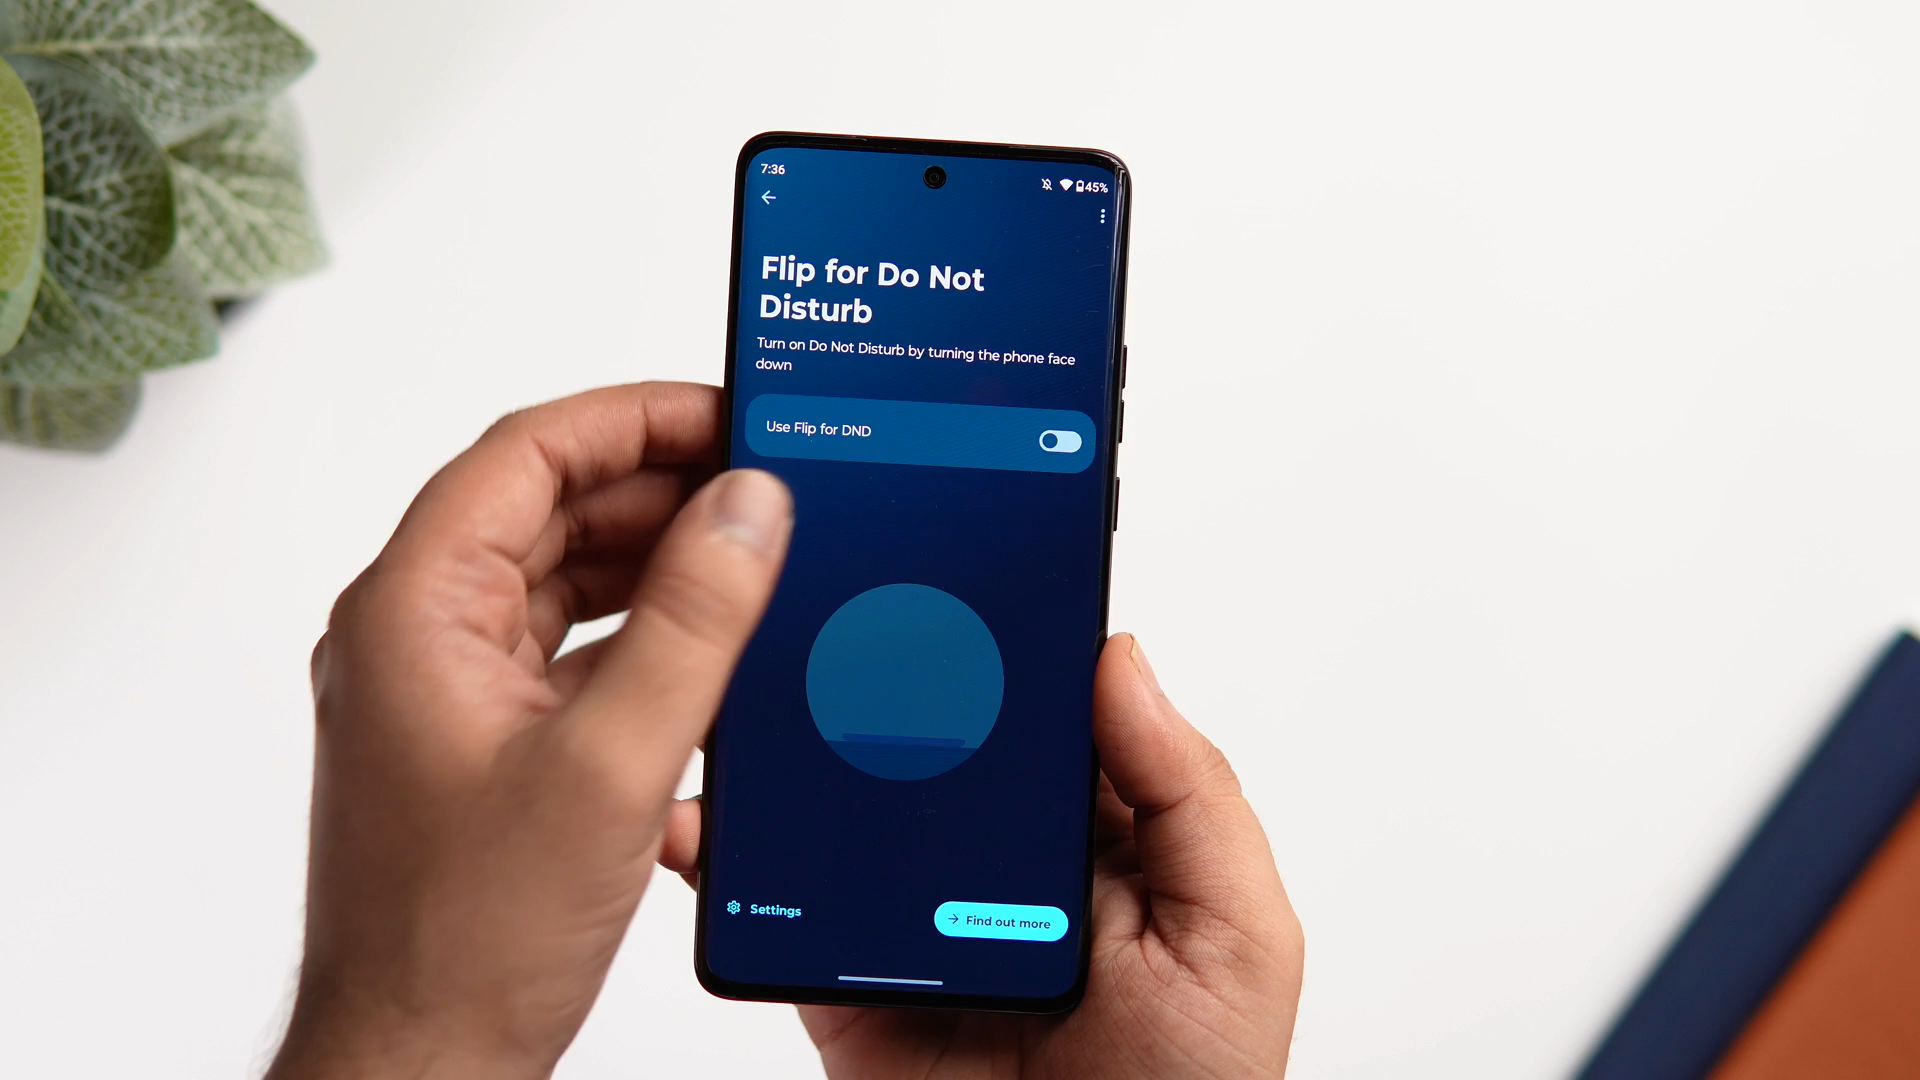 7:36
45%
Flip for Do Not
Disturb
Turn on Do Not Disturb by turning the phone face
down
Use Flip for DND
Settings
Find out more